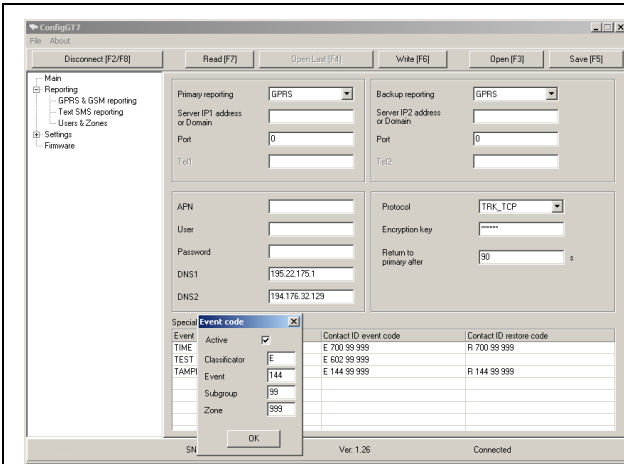 ConfigGT7
File About
Disconnect [F2/F8] Read [F7] Open Last [F4] Write [F6] Open [F3] Save [F5]
Main
Reporting
GPRS & GSM reporting
Text SMS reporting
Users & Zones
Settings
Firmware
Primary reporting GPRS
Server IP1 address
or Domain
Port 0
Tel1
Backup reporting GPRS
Server IP2 address
or Domain
Port 0
Tel2
APN
User
Password
DNS1 195.22.175.1
DNS2 194.176.32.129
Protocol TRK_TCP
Encryption key ******
Return to
primary after 90 s
Special
Event Contact ID event code Contact ID restore code
TIME E 700 99 999 R 700 99 999
TEST E 602 99 999
TAMP E 144 99 999 R 144 99 999
Event code
Active
Classificator E
Event 144
Subgroup 99
Zone 999
OK
SN Ver: 1.26 Connected